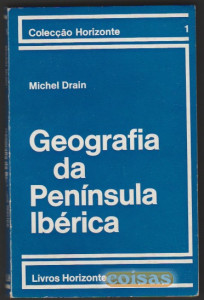 Colecção Horizonte 1
Michel Drain
Geografia
da
Península
Ibérica
Livros Horizonte
coisas